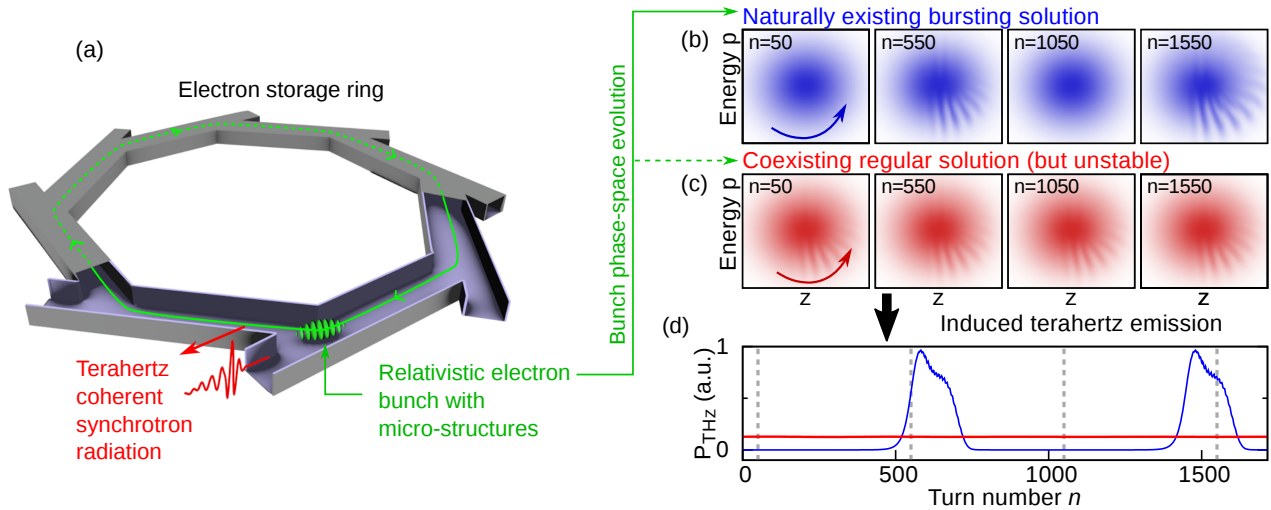 (a)
Electron storage ring
Terahertz
coherent
synchrotron
radiation
Relativistic electron
bunch with
micro-structures
Bunch phase-space evolution
Naturally existing bursting solution
(b)
Energy p
n=50
n=550
n=1050
n=1550
Coexisting regular solution (but unstable)
(c)
Energy p
n=50
n=550
n=1050
n=1550
z
z
z
z
(d)
Induced terahertz emission
P_THz (a.u.)
1
0
0
500
1000
1500
Turn number n